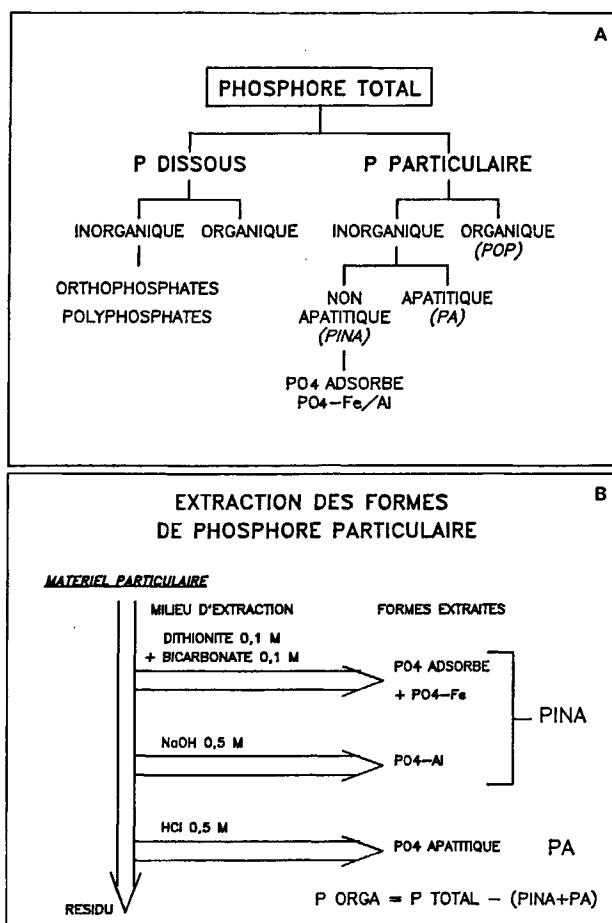 A
PHOSPHORE TOTAL
P DISSOUS P PARTICULAIRE
INORGANIQUE ORGANIQUE INORGANIQUE ORGANIQUE
(POP)
ORTHOPHOSPHATES
POLYPHOSPHATES
NON
APATITIQUE
(PINA)
APATITIQUE
(PA)
PO4 ADSORBE
PO4-Fe/Al
B
EXTRACTION DES FORMES
DE PHOSPHORE PARTICULAIRE
MATERIEL PARTICULAIRE
MILIEU D'EXTRACTION FORMES EXTRAITES
DITHIONITE 0,1 M
+ BICARBONATE 0,1 M
PO4 ADSORBE
+ PO4-Fe
PINA
NaOH 0,5 M
PO4-Al
HCl 0,5 M
PO4 APATITIQUE PA
RESIDU
P ORGA = P TOTAL - (PINA+PA)